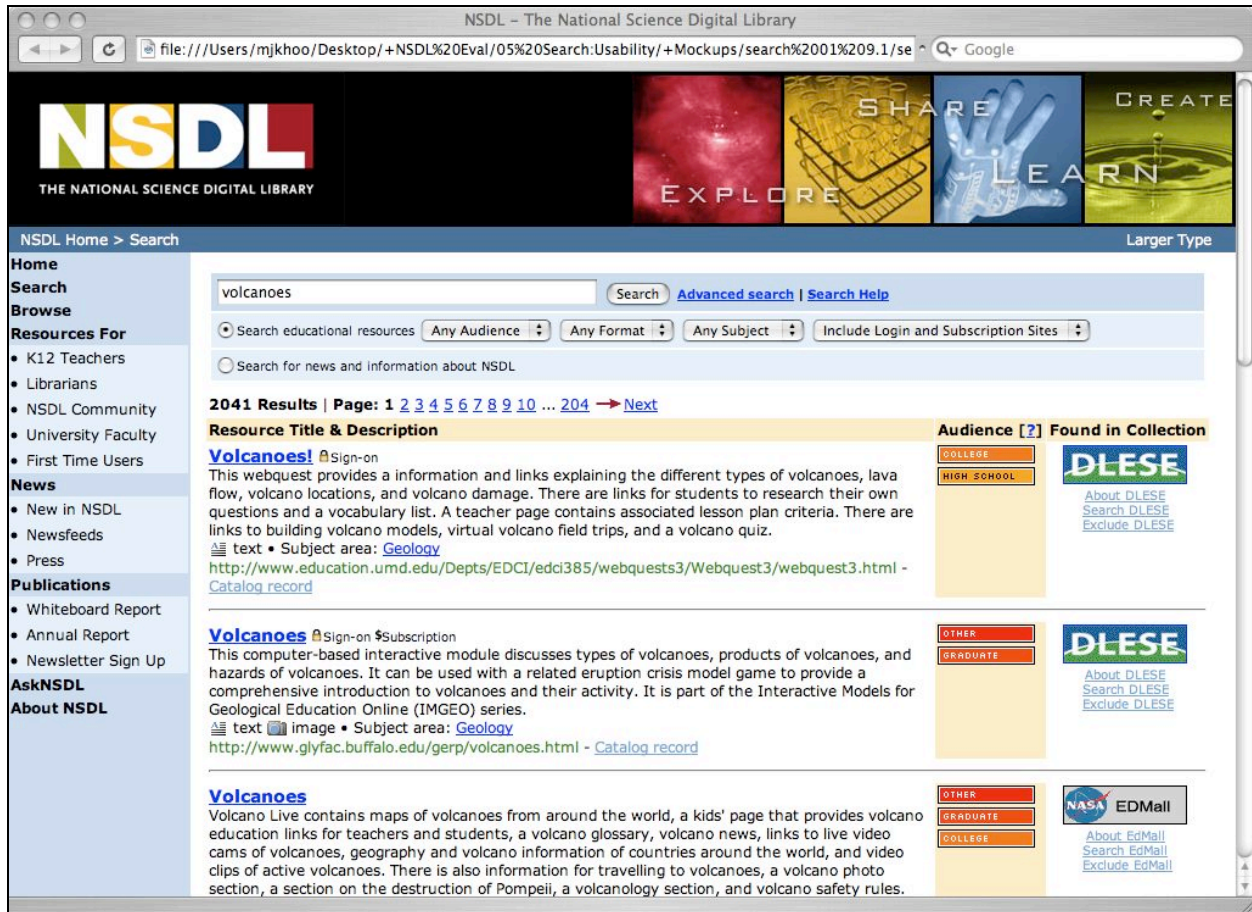 NSDL – The National Science Digital Library
file:///Users/mjkhoo/Desktop/+NSDL%20Eval/05%20Search:Usability/+Mockups/search%2001%209.1/se
Google
NSDL
THE NATIONAL SCIENCE DIGITAL LIBRARY
EXPLORE
SHARE
LEARN
CREATE
NSDL Home > Search
Larger Type
Home
Search
Browse
Resources For
• K12 Teachers
• Librarians
• NSDL Community
• University Faculty
• First Time Users
News
• New in NSDL
• Newsfeeds
• Press
Publications
• Whiteboard Report
• Annual Report
• Newsletter Sign Up
AskNSDL
About NSDL
volcanoes
Search Advanced search | Search Help
Search educational resources Any Audience Any Format Any Subject Include Login and Subscription Sites
Search for news and information about NSDL
2041 Results | Page: 1 2 3 4 5 6 7 8 9 10 ... 204 Next
Resource Title & Description Audience [?] Found in Collection
Volcanoes! Sign-on
This webquest provides a information and links explaining the different types of volcanoes, lava
flow, volcano locations, and volcano damage. There are links for students to research their own
questions and a vocabulary list. A teacher page contains associated lesson plan criteria. There are
links to building volcano models, virtual volcano field trips, and a volcano quiz.
text • Subject area: Geology
http://www.education.umd.edu/Depts/EDCI/edci385/webquests3/Webquest3/webquest3.html -
Catalog record
COLLEGE
HIGH SCHOOL
DLESE
About DLESE
Search DLESE
Exclude DLESE
Volcanoes Sign-on $Subscription
This computer-based interactive module discusses types of volcanoes, products of volcanoes, and
hazards of volcanoes. It can be used with a related eruption crisis model game to provide a
comprehensive introduction to volcanoes and their activity. It is part of the Interactive Models for
Geological Education Online (IMGEO) series.
text image • Subject area: Geology
http://www.glyfac.buffalo.edu/gerp/volcanoes.html - Catalog record
OTHER
GRADUATE
DLESE
About DLESE
Search DLESE
Exclude DLESE
Volcanoes
Volcano Live contains maps of volcanoes from around the world, a kids' page that provides volcano
education links for teachers and students, a volcano glossary, volcano news, links to live video
cams of volcanoes, geography and volcano information of countries around the world, and video
clips of active volcanoes. There is also information for travelling to volcanoes, a volcano photo
section, a section on the destruction of Pompeii, a volcanology section, and volcano safety rules.
OTHER
GRADUATE
COLLEGE
NASA EDMall
About EdMall
Search EdMall
Exclude EdMall